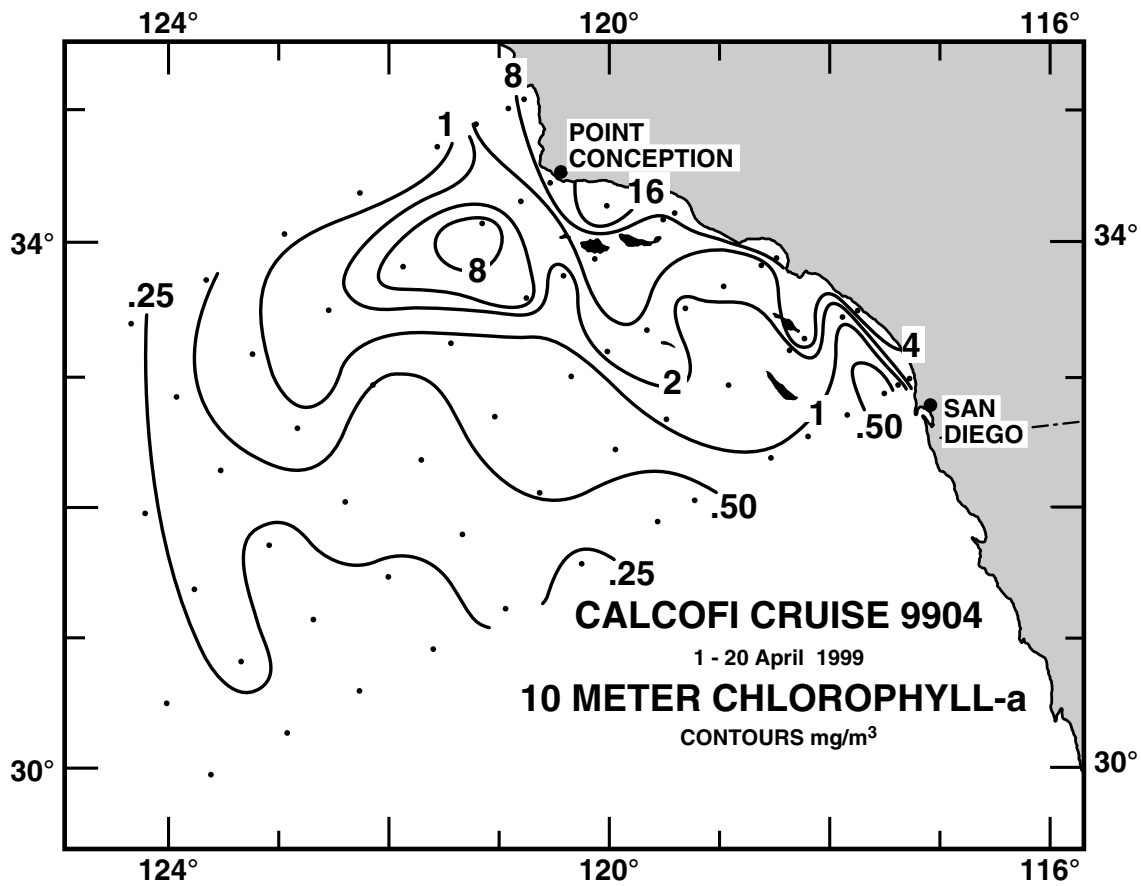 124° 120° 116°
8
1
POINT
CONCEPTION
16
34° 34°
8
.25
4
2
1
SAN
DIEGO
.50
.50
.25
CALCOFI CRUISE 9904
1 - 20 April 1999
10 METER CHLOROPHYLL-a
CONTOURS mg/m³
30° 30°
124° 120° 116°